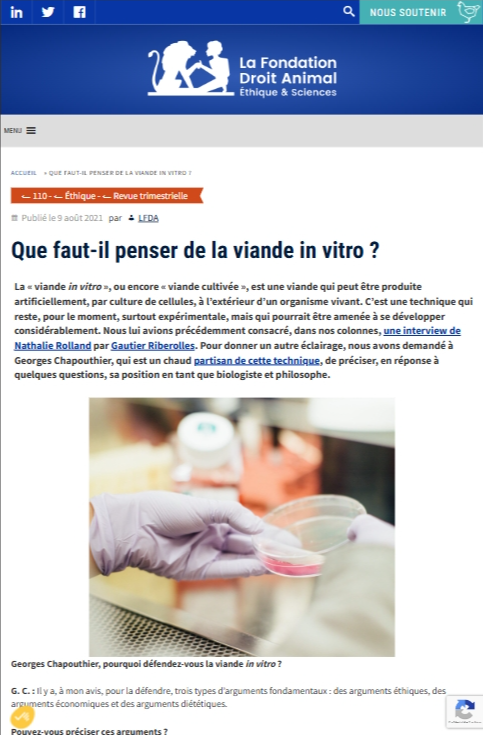 NOUS SOUTENIR
La Fondation
Droit Animal
Éthique & Sciences
MENU
ACCUEIL » QUE FAUT-IL PENSER DE LA VIANDE IN VITRO ?
110 - Éthique - Revue trimestrielle
Publié le 9 août 2021 par LFDA
Que faut-il penser de la viande in vitro ?
La « viande in vitro », ou encore « viande cultivée », est une viande qui peut être produite
artificiellement, par culture de cellules, à l’extérieur d’un organisme vivant. C’est une technique qui
reste, pour le moment, surtout expérimentale, mais qui pourrait être amenée à se développer
considérablement. Nous lui avions précédemment consacré, dans nos colonnes, une interview de
Nathalie Rolland par Gautier Riberolles. Pour donner un autre éclairage, nous avons demandé à
Georges Chapouthier, qui est un chaud partisan de cette technique, de préciser, en réponse à
quelques questions, sa position en tant que biologiste et philosophe.
Georges Chapouthier, pourquoi défendez-vous la viande in vitro ?
G. C. : Il y a, à mon avis, pour la défendre, trois types d’arguments fondamentaux : des arguments éthiques, des
arguments économiques et des arguments diététiques.
Pouvez-vous préciser ces arguments ?